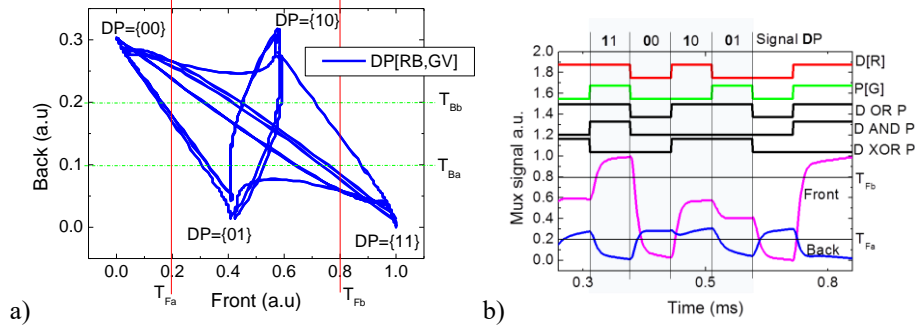 DP={00}
DP={10}
DP[RB,GV]
0.3
0.2
0.1
0.0
Back (a.u)
T_Bb
T_Ba
DP={01}
DP={11}
0.0 0.2 0.4 0.6 0.8 1.0
T_Fa Front (a.u) T_Fb
a)
11 00 10 01 Signal DP
2.0
1.8
1.6
1.4
1.2
1.0
0.8
0.6
0.4
0.2
0.0
Mux signal a.u.
D[R]
P[G]
D OR P
D AND P
D XOR P
T_Fb
Front
T_Fa
Back
0.3 0.5 0.8
Time (ms)
b)